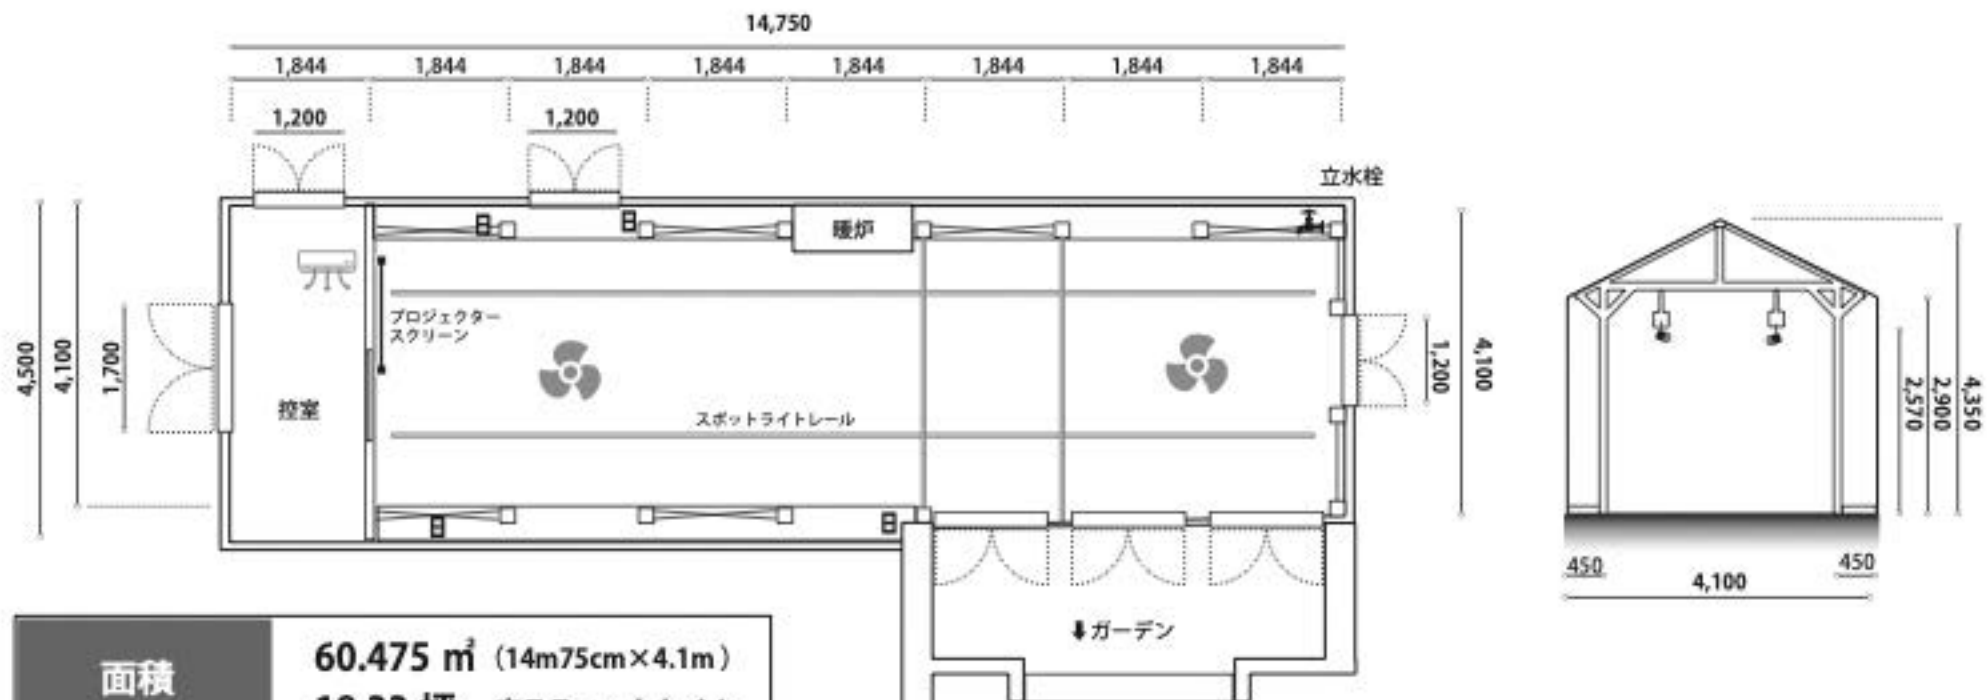 14,750
1,844 1,844 1,844 1,844 1,844 1,844 1,844 1,844
1,200 1,200
立水栓
暖炉
プロジェクター
スクリーン
4,500
4,100
1,700
控室
スポットライトレール
1,200
4,100
2,570
2,900
4,350
450
450
4,100
⬇ガーデン
面積
60.475 ㎡（14m75cm×4.1m）